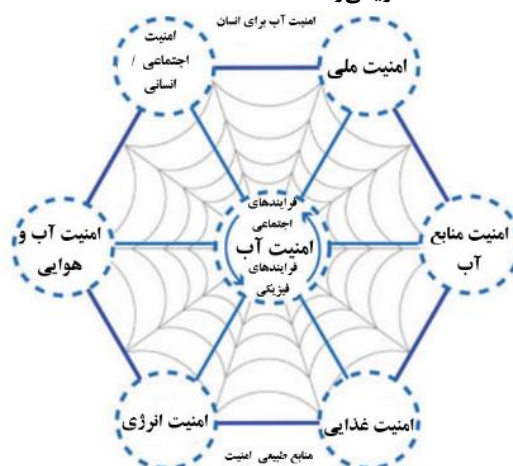 امنیت آب برای انسان
امنیت
اجتماعی /
انسانی
امنیت ملی
فرایندهای
اجتماعی
امنیت آب
فرایندهای
فیزیکی
امنیت منابع
آب
امنیت آب و
هوایی
امنیت غذایی
امنیت انرژی
منابع طبیعی امنیت